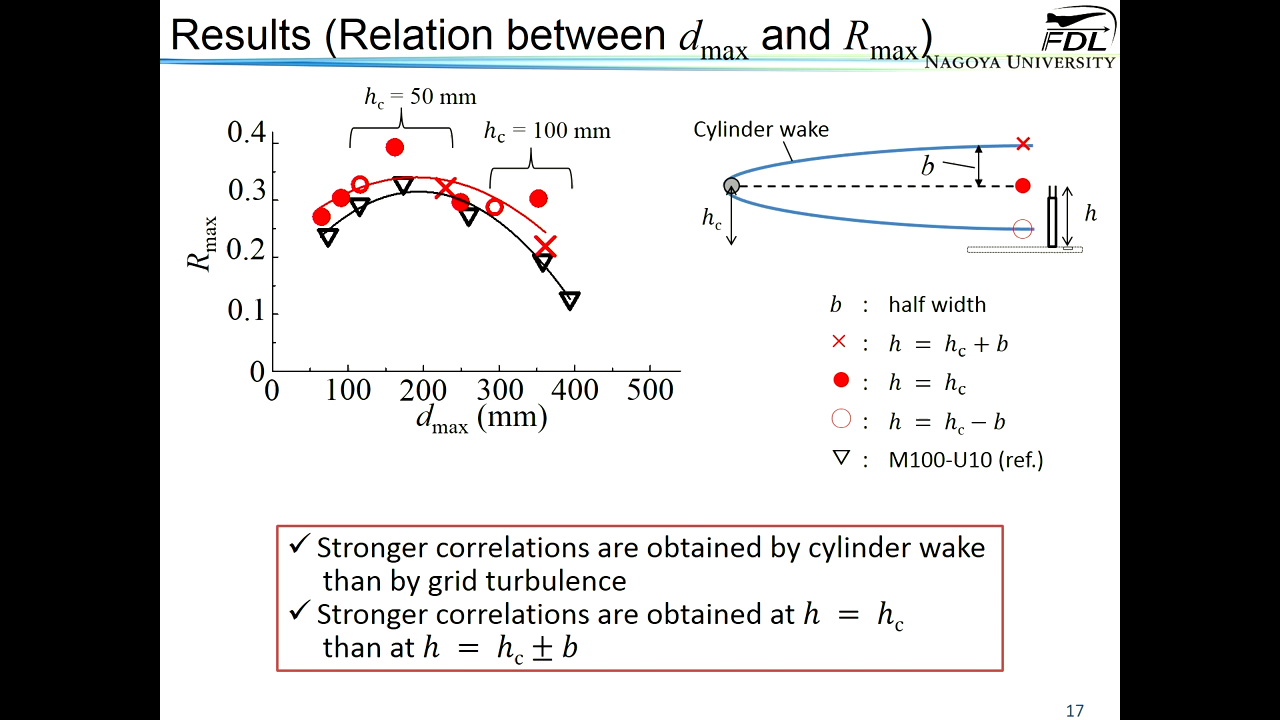 Results (Relation between dmax and Rmax)
FDL
NAGOYA UNIVERSITY
hc = 50 mm
hc = 100 mm
0.4
0.3
0.2
0.1
0
Rmax
0 100 200 300 400 500
dmax (mm)
Cylinder wake
b
hc
h
b : half width
× : h = hc + b
● : h = hc
○ : h = hc − b
▽ : M100-U10 (ref.)
✓ Stronger correlations are obtained by cylinder wake
than by grid turbulence
✓ Stronger correlations are obtained at h = hc
than at h = hc ± b
17